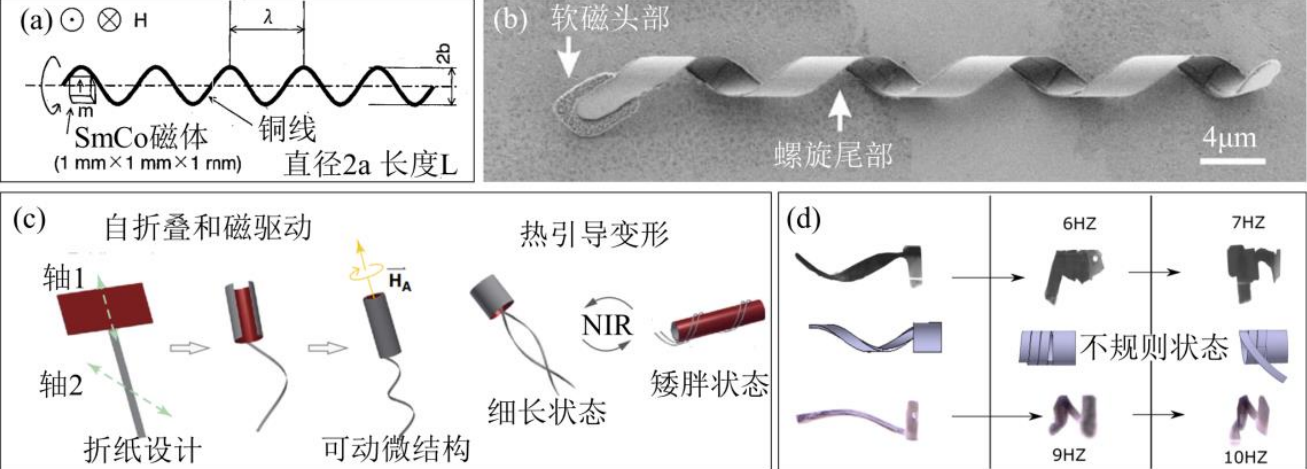 (a)
H
λ
2b
m
SmCo磁体
铜线
(1 mm×1 mm×1 mm)
直径2a 长度L
(b)
软磁头部
螺旋尾部
4μm
(c)
自折叠和磁驱动
热引导变形
轴1
H_A
NIR
轴2
细长状态
矮胖状态
折纸设计
可动微结构
(d)
6HZ
7HZ
不规则状态
9HZ
10HZ